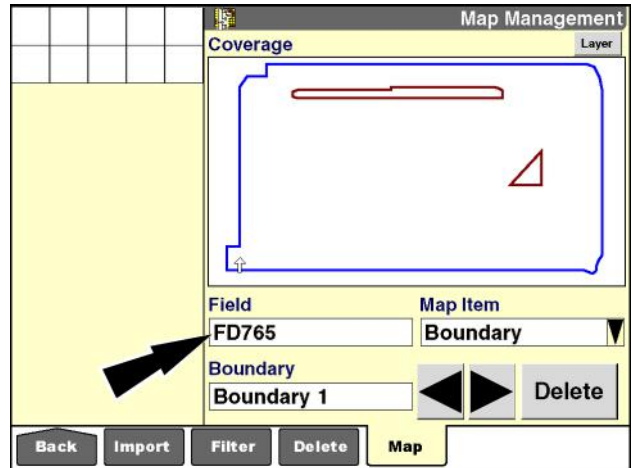 Map Management
Coverage
Layer
Field
Map Item
FD765
Boundary
Boundary
Boundary 1
Delete
Back
Import
Filter
Delete
Map